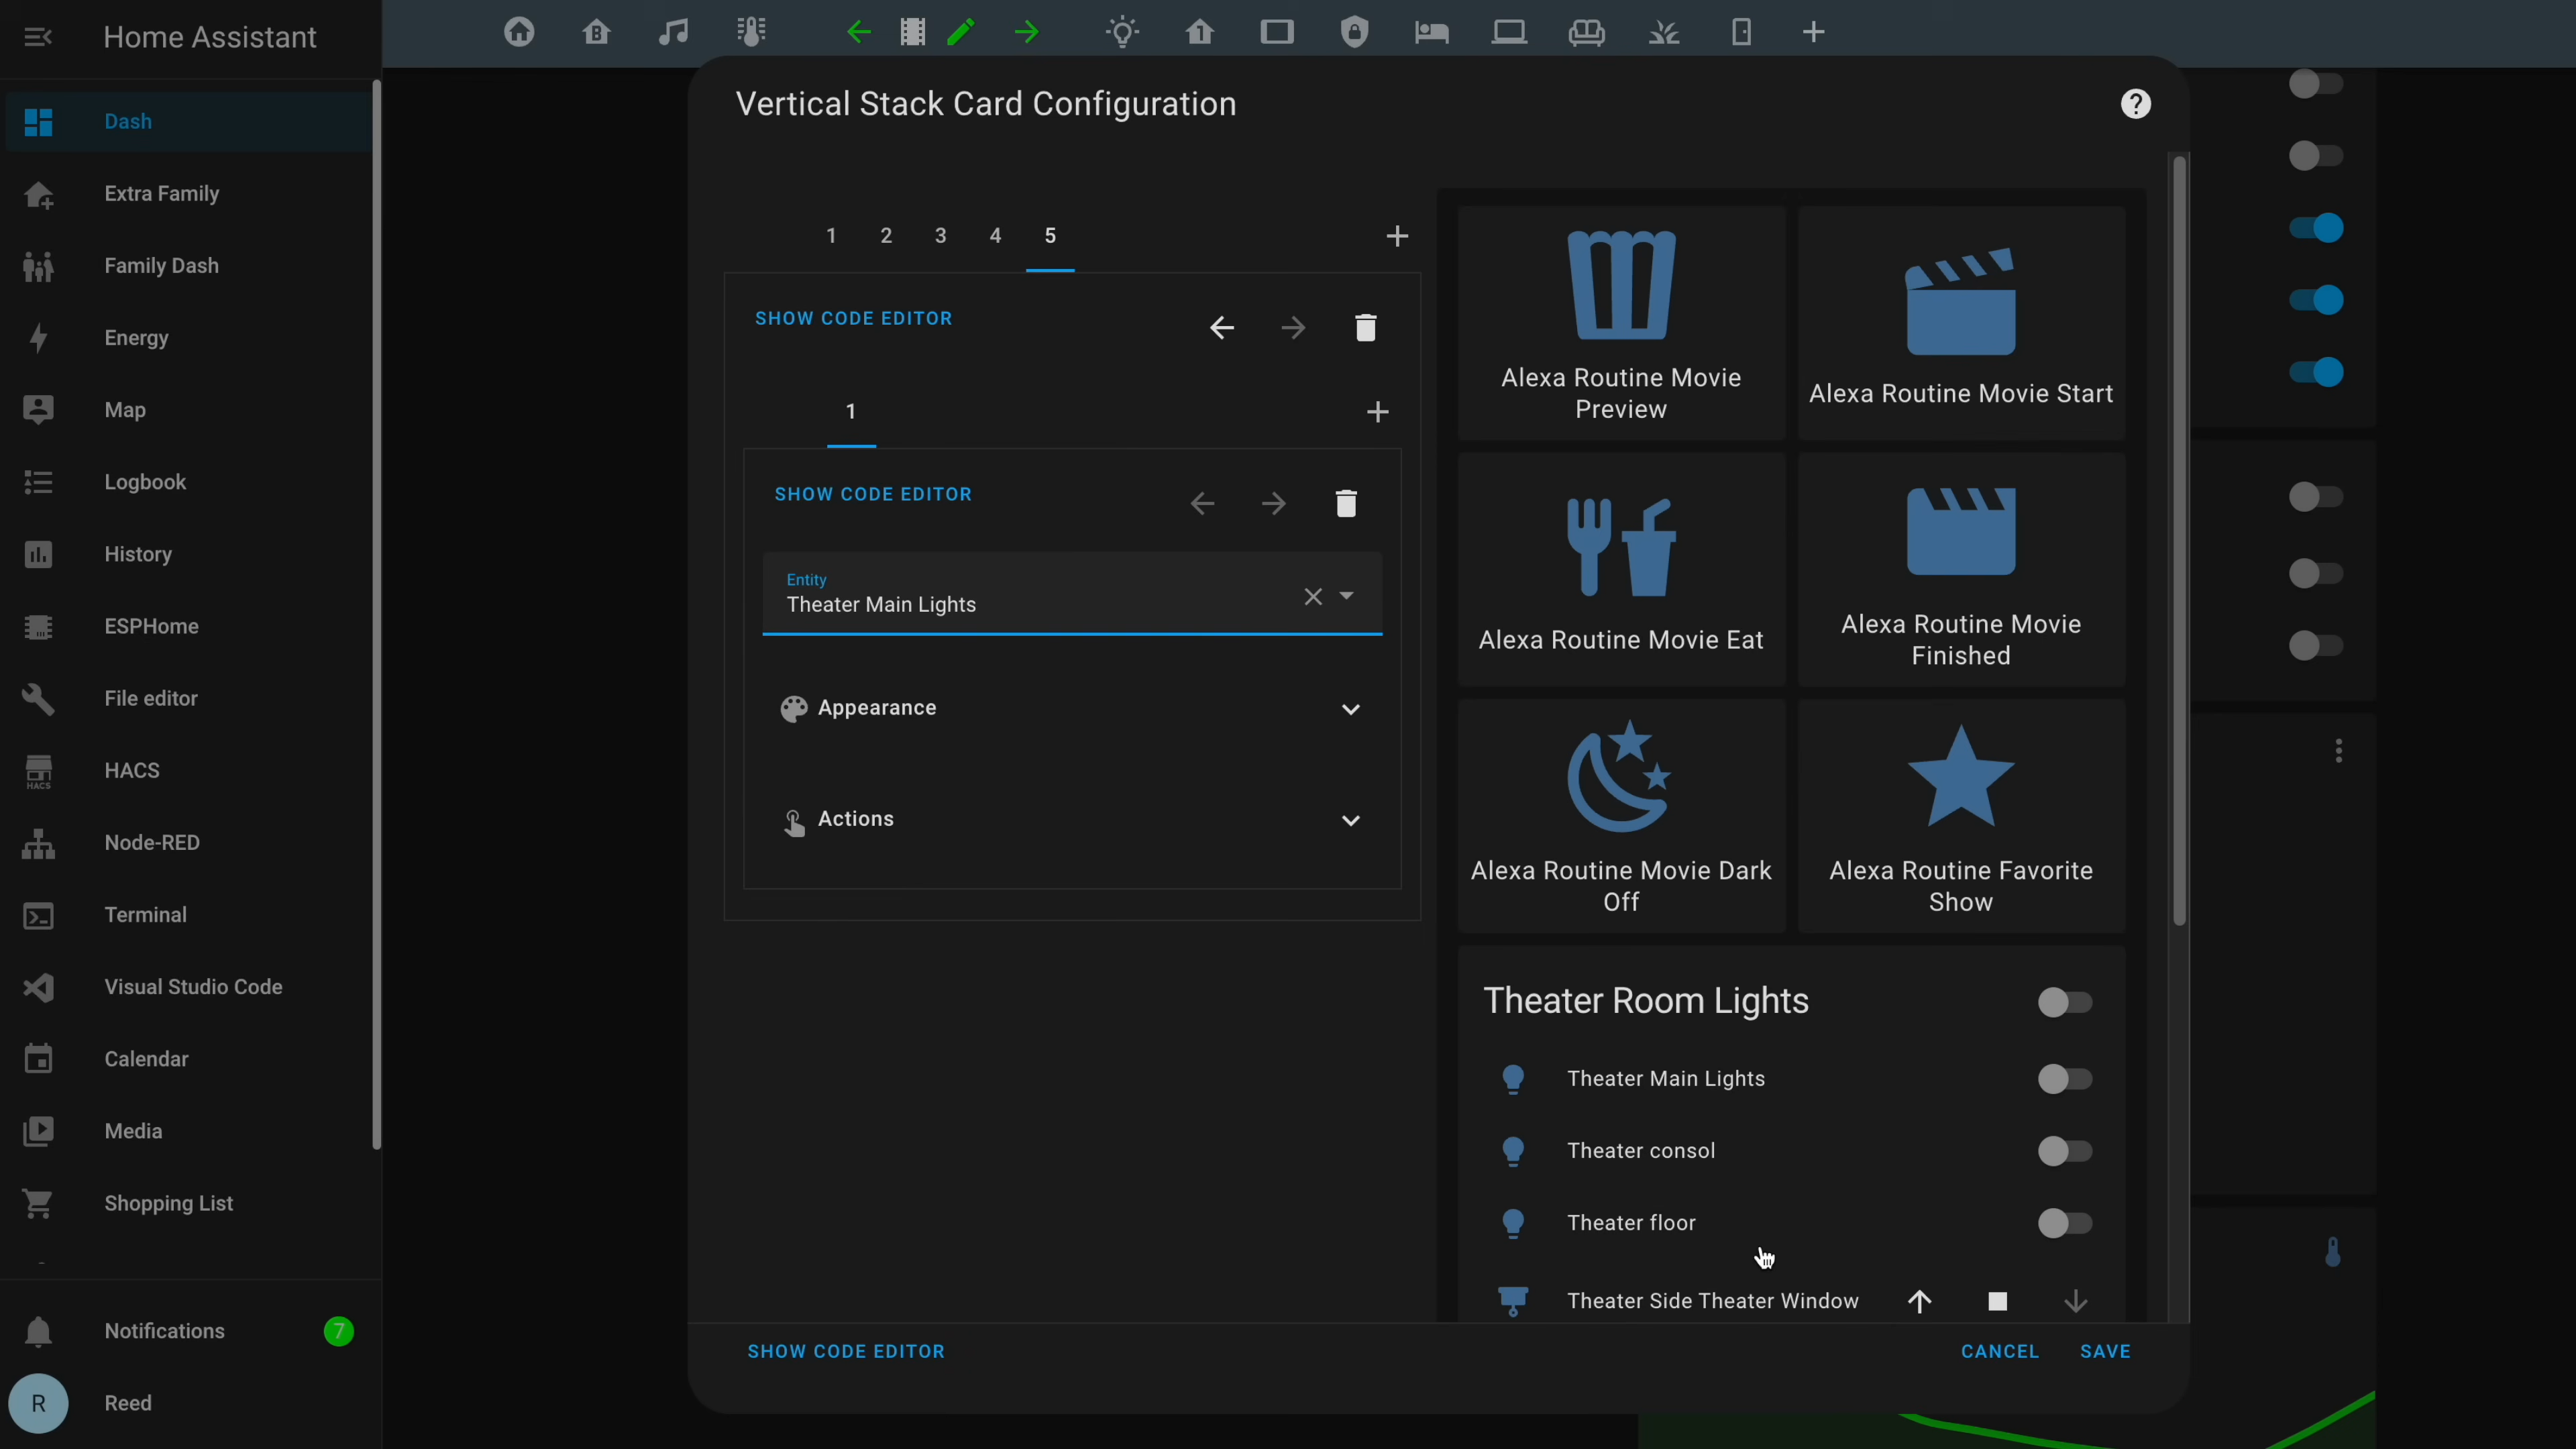 Home Assistant
Dash
Extra Family
Family Dash
Energy
Map
Logbook
History
ESPHome
File editor
HACS
HACS
Node-RED
Terminal
Visual Studio Code
Calendar
Media
Shopping List
Notifications
7
R
Reed
B
1
Vertical Stack Card Configuration
?
1 2 3 4 5
SHOW CODE EDITOR
1
SHOW CODE EDITOR
Entity
Theater Main Lights
Appearance
Actions
Alexa Routine Movie
Preview
Alexa Routine Movie Start
Alexa Routine Movie Eat
Alexa Routine Movie
Finished
Alexa Routine Movie Dark
Off
Alexa Routine Favorite
Show
Theater Room Lights
Theater Main Lights
Theater consol
Theater floor
Theater Side Theater Window
SHOW CODE EDITOR
CANCEL
SAVE